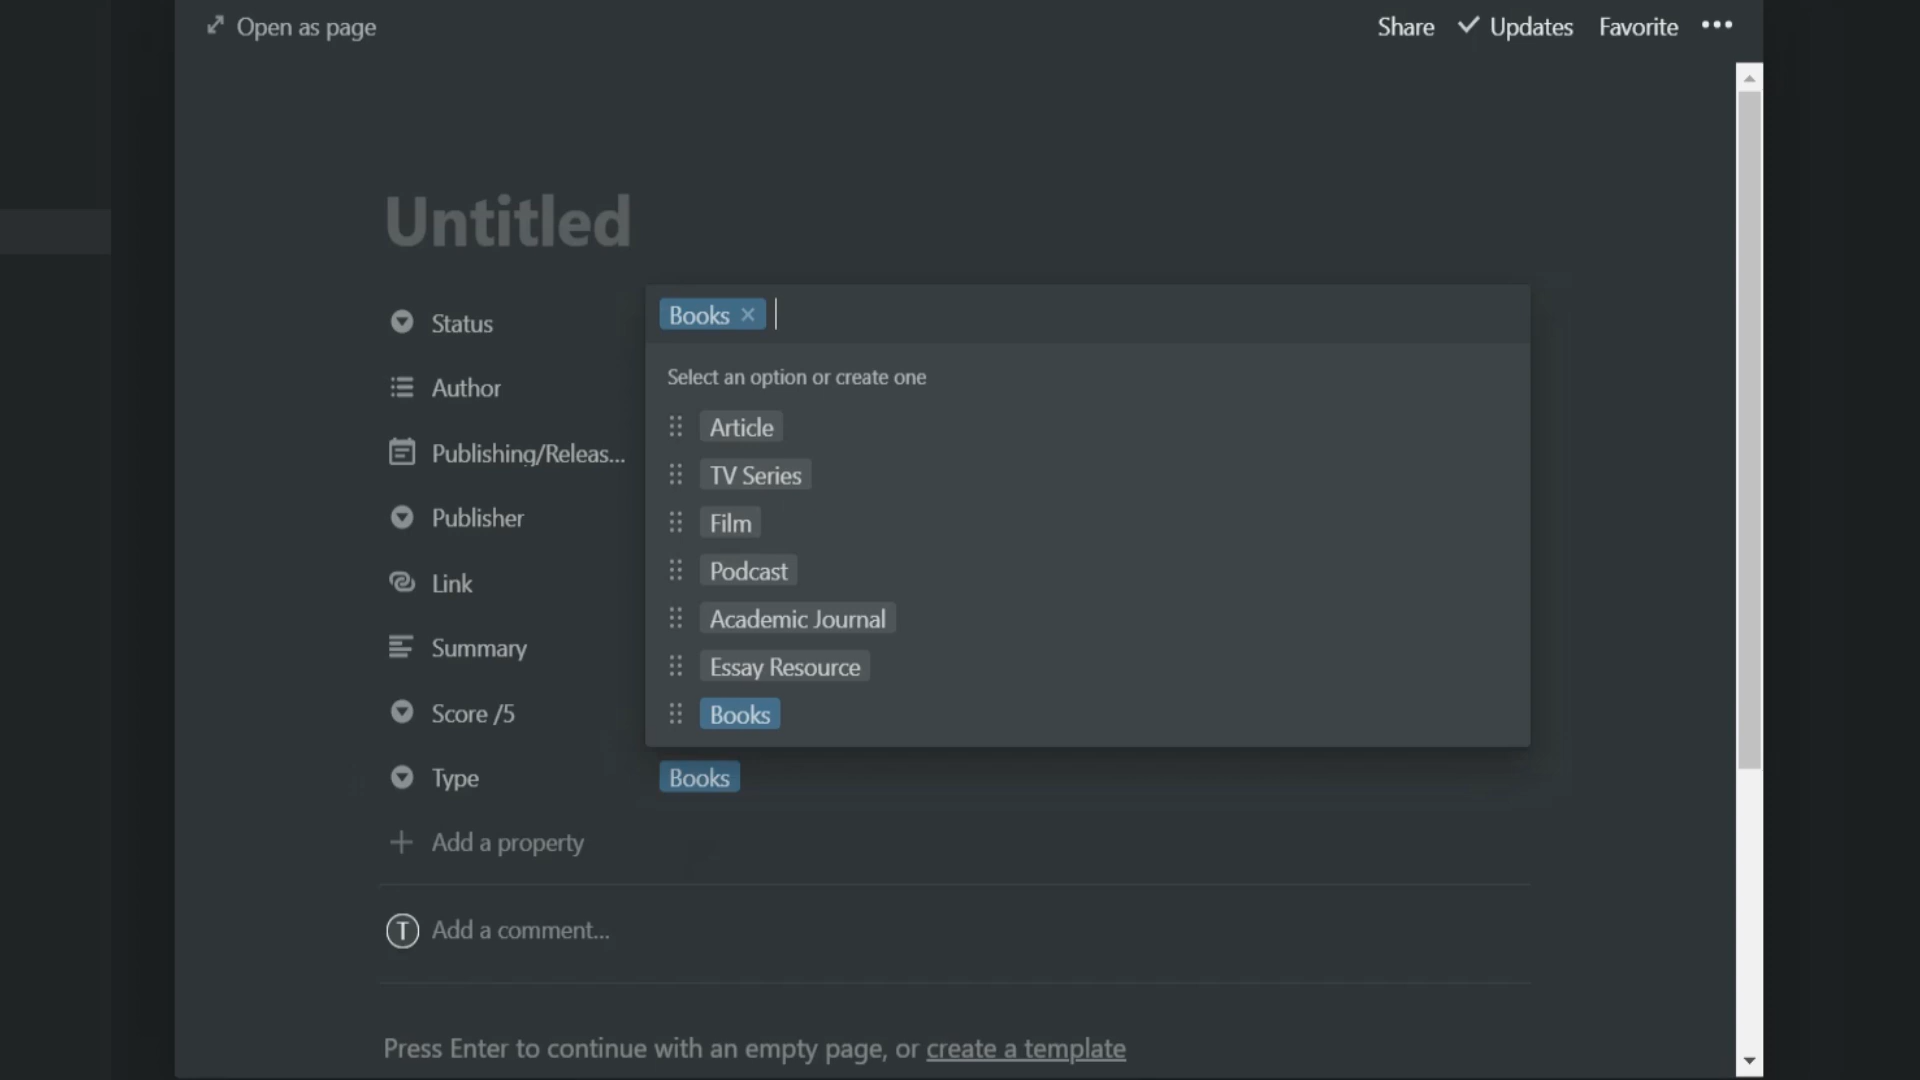 Open as page
Share Updates Favorite
Untitled
Status
Books
Select an option or create one
Author
Article
Publishing/Releas...
TV Series
Publisher
Film
Link
Podcast
Summary
Academic Journal
Score /5
Essay Resource
Books
Type Books
Add a property
T Add a comment...
Press Enter to continue with an empty page, or create a template